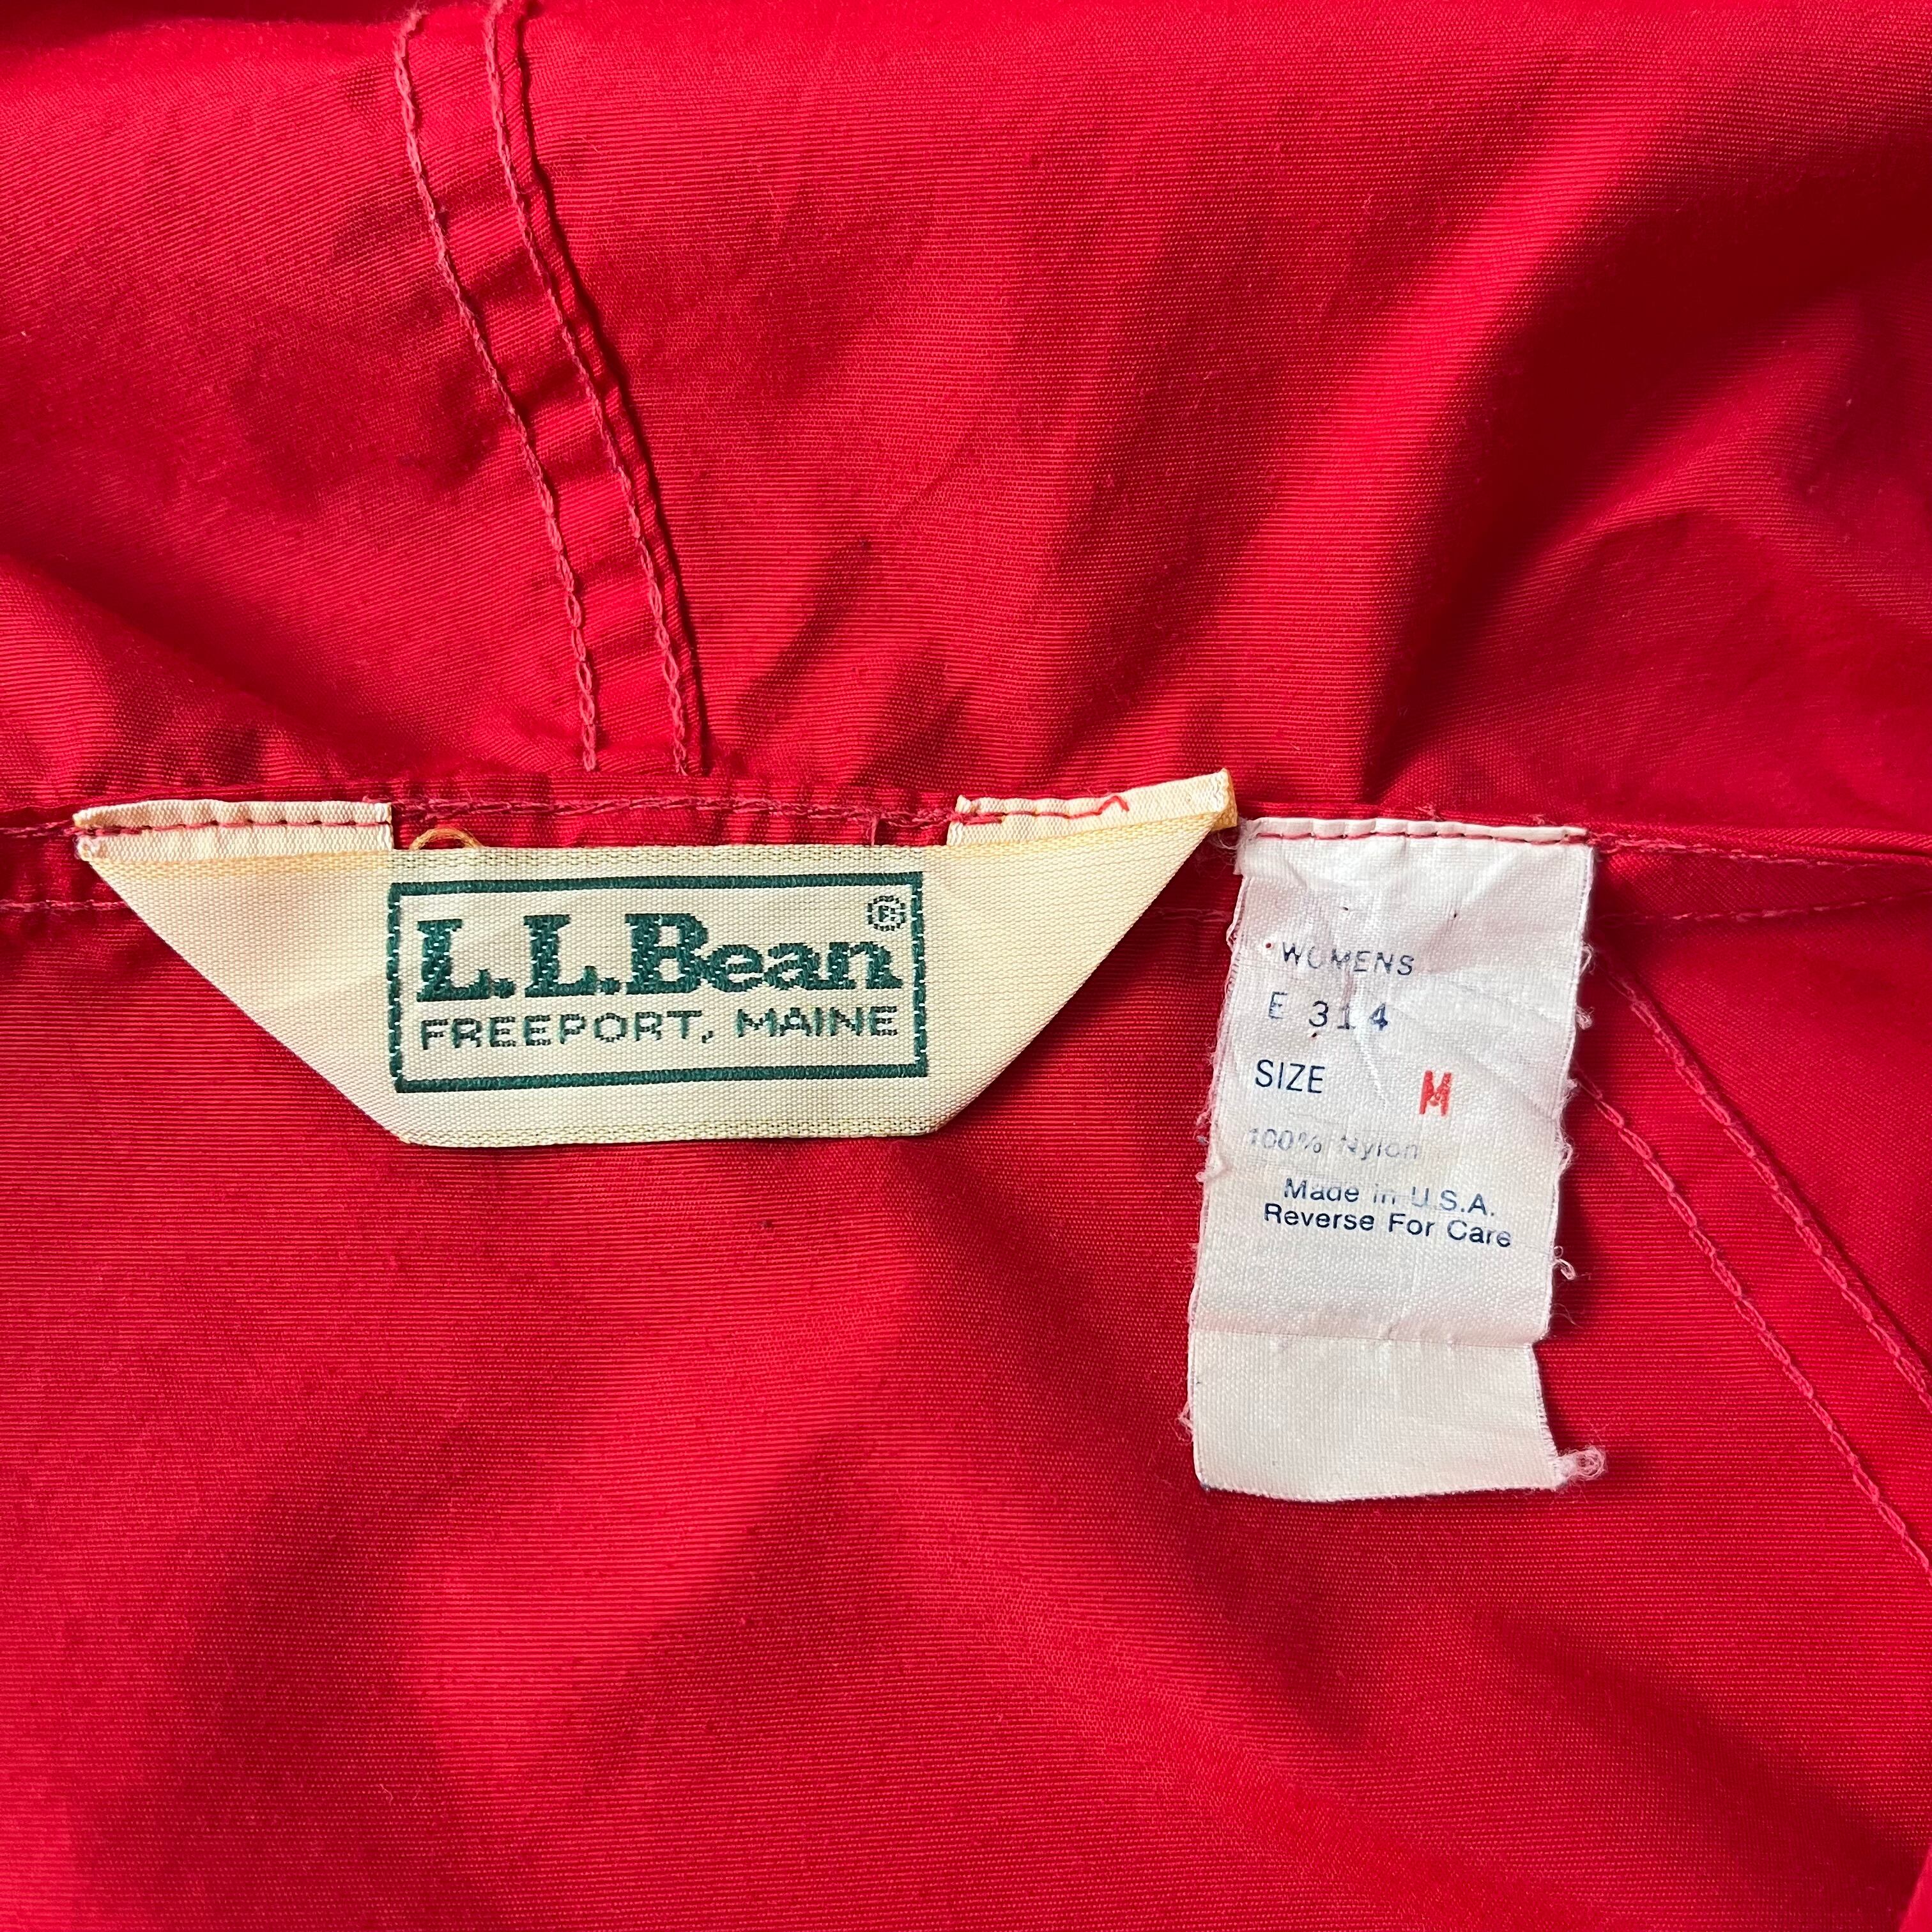 L.L.Bean®
FREEPORT, MAINE
WOMENS
E 314
SIZE M
100% Nylon
Made in U.S.A.
Reverse For Care